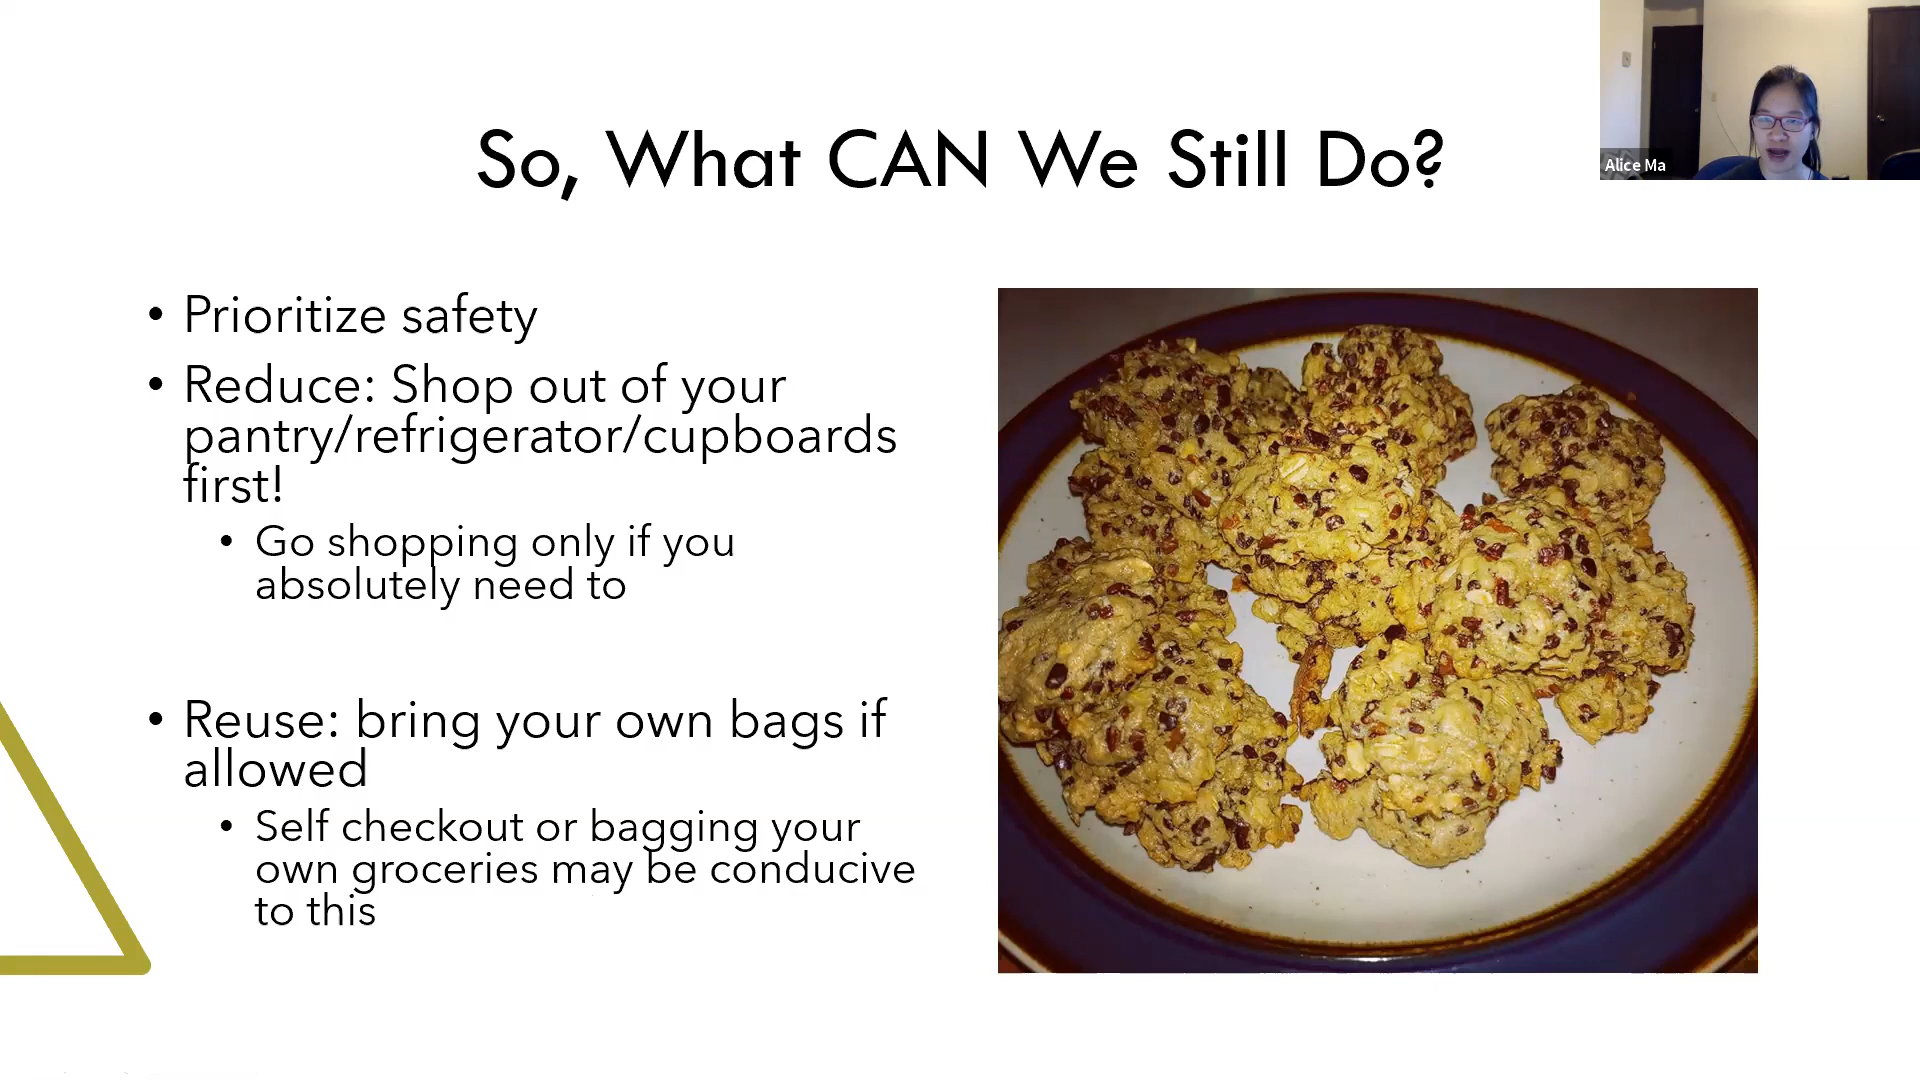 So, What CAN We Still Do?
Alice Ma
• Prioritize safety
• Reduce: Shop out of your
pantry/refrigerator/cupboards
first!
• Go shopping only if you
absolutely need to
• Reuse: bring your own bags if
allowed
• Self checkout or bagging your
own groceries may be conducive
to this